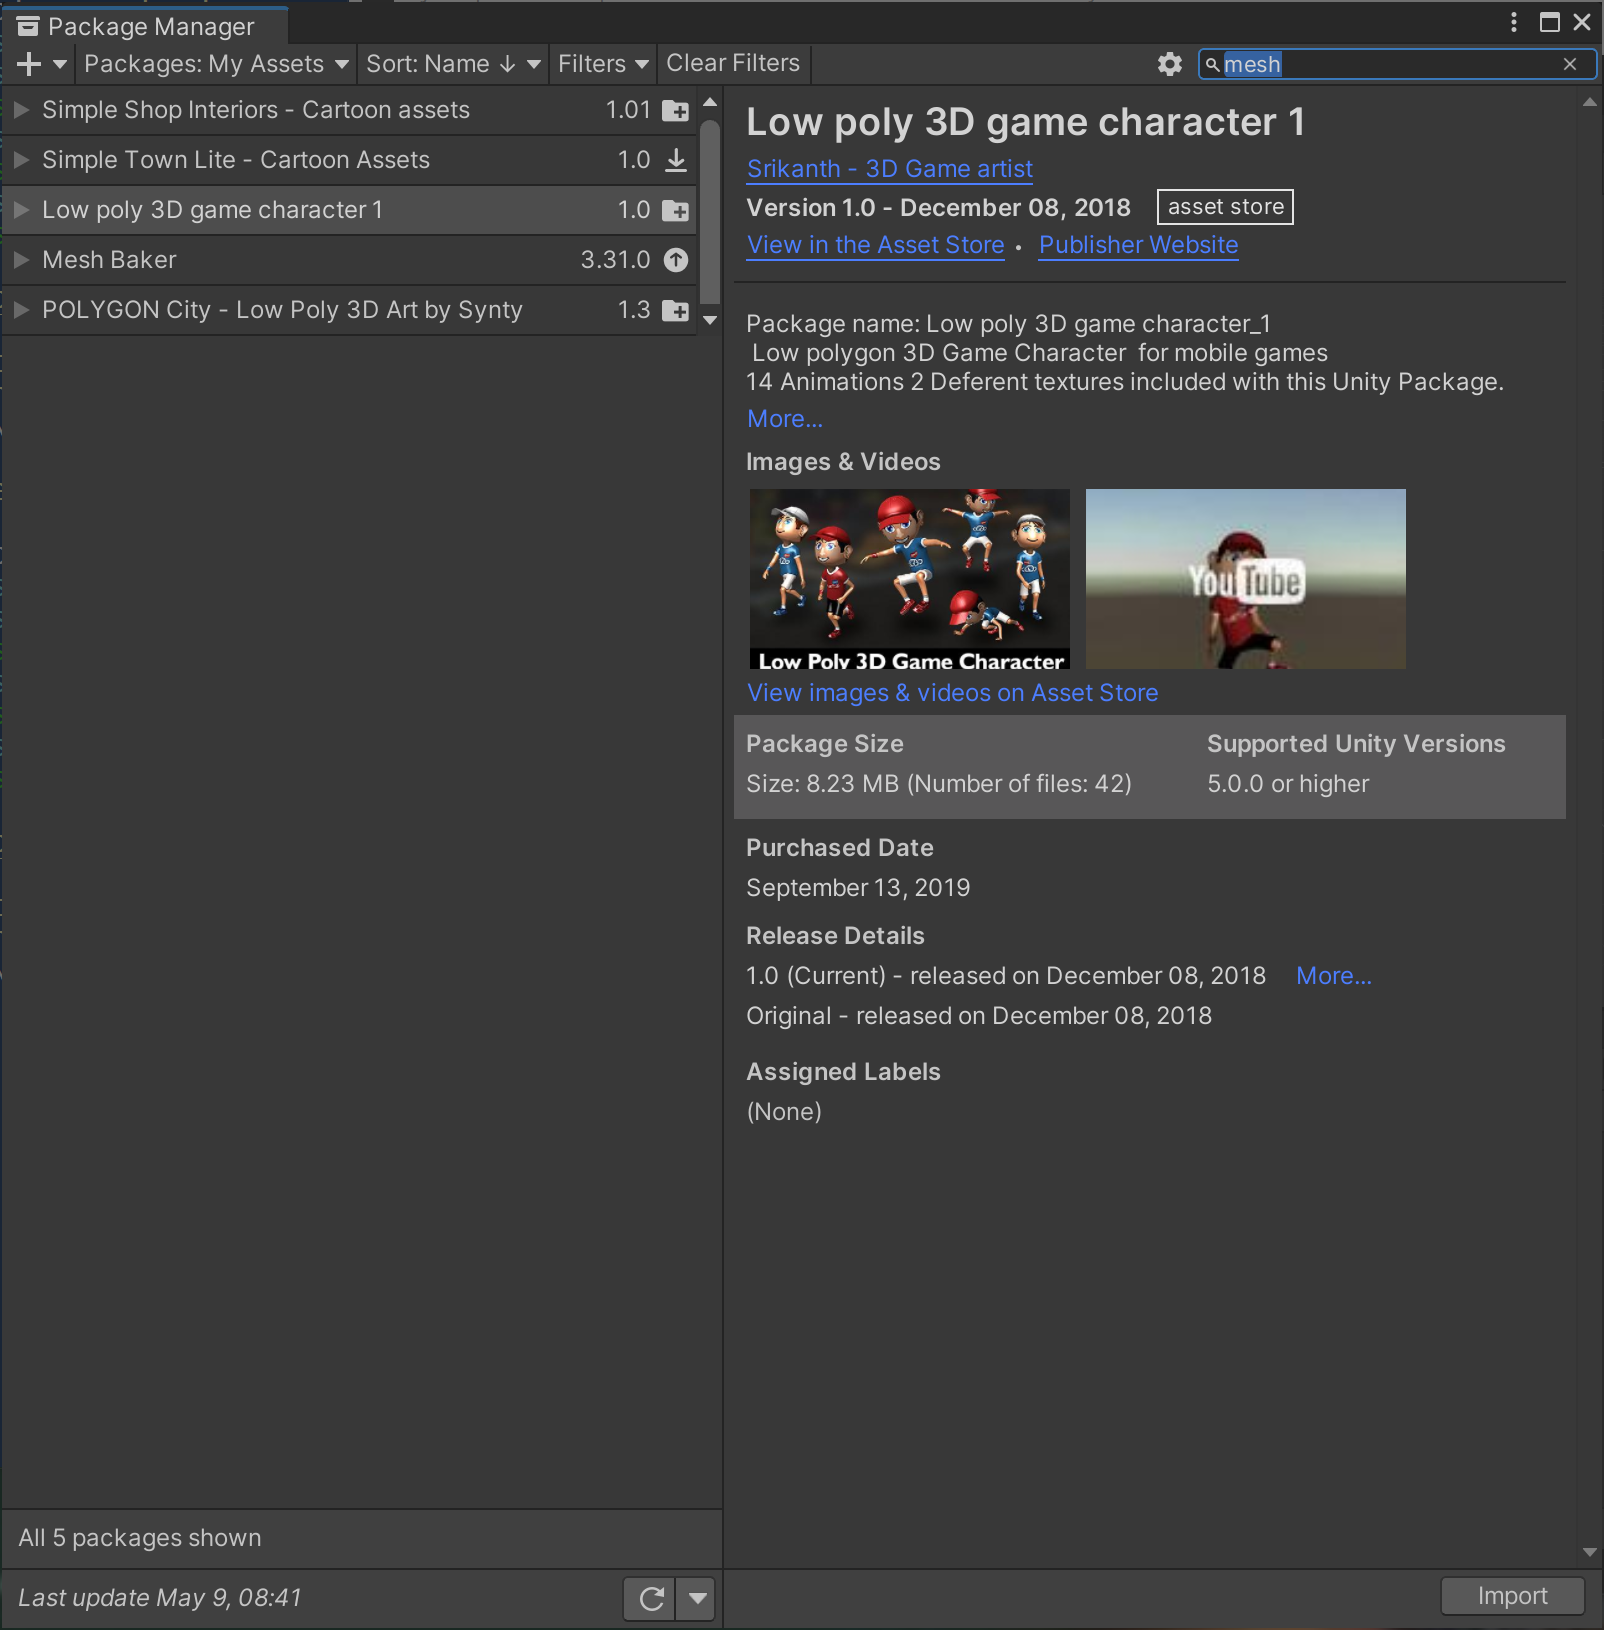 Package Manager
Packages: My Assets Sort: Name ↓ Filters Clear Filters mesh
Simple Shop Interiors - Cartoon assets 1.01
Simple Town Lite - Cartoon Assets 1.0
Low poly 3D game character 1 1.0
Mesh Baker 3.31.0
POLYGON City - Low Poly 3D Art by Synty 1.3
All 5 packages shown
Last update May 9, 08:41
Low poly 3D game character 1
Srikanth - 3D Game artist
Version 1.0 - December 08, 2018 asset store
View in the Asset Store • Publisher Website
Package name: Low poly 3D game character_1
Low polygon 3D Game Character for mobile games
14 Animations 2 Deferent textures included with this Unity Package.
More...
Images & Videos
Low Poly 3D Game Character
YouTube
View images & videos on Asset Store
Package Size Supported Unity Versions
Size: 8.23 MB (Number of files: 42) 5.0.0 or higher
Purchased Date
September 13, 2019
Release Details
1.0 (Current) - released on December 08, 2018 More...
Original - released on December 08, 2018
Assigned Labels
(None)
Import